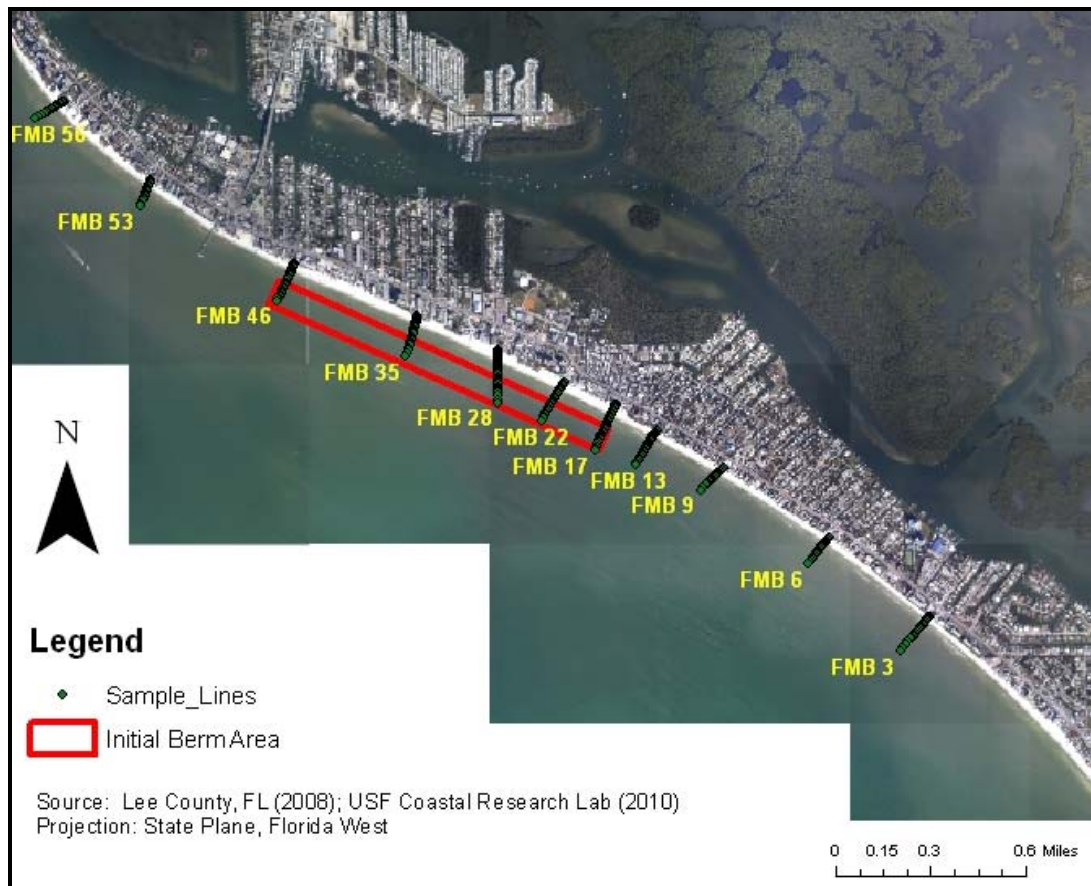 FMB 56
FMB 53
FMB 46
FMB 35
FMB 28
FMB 22
FMB 17
FMB 13
FMB 9
FMB 6
FMB 3
N
Legend
Sample_Lines
Initial Berm Area
Source: Lee County, FL (2008); USF Coastal Research Lab (2010)
Projection: State Plane, Florida West
0 0.15 0.3 0.6 Miles